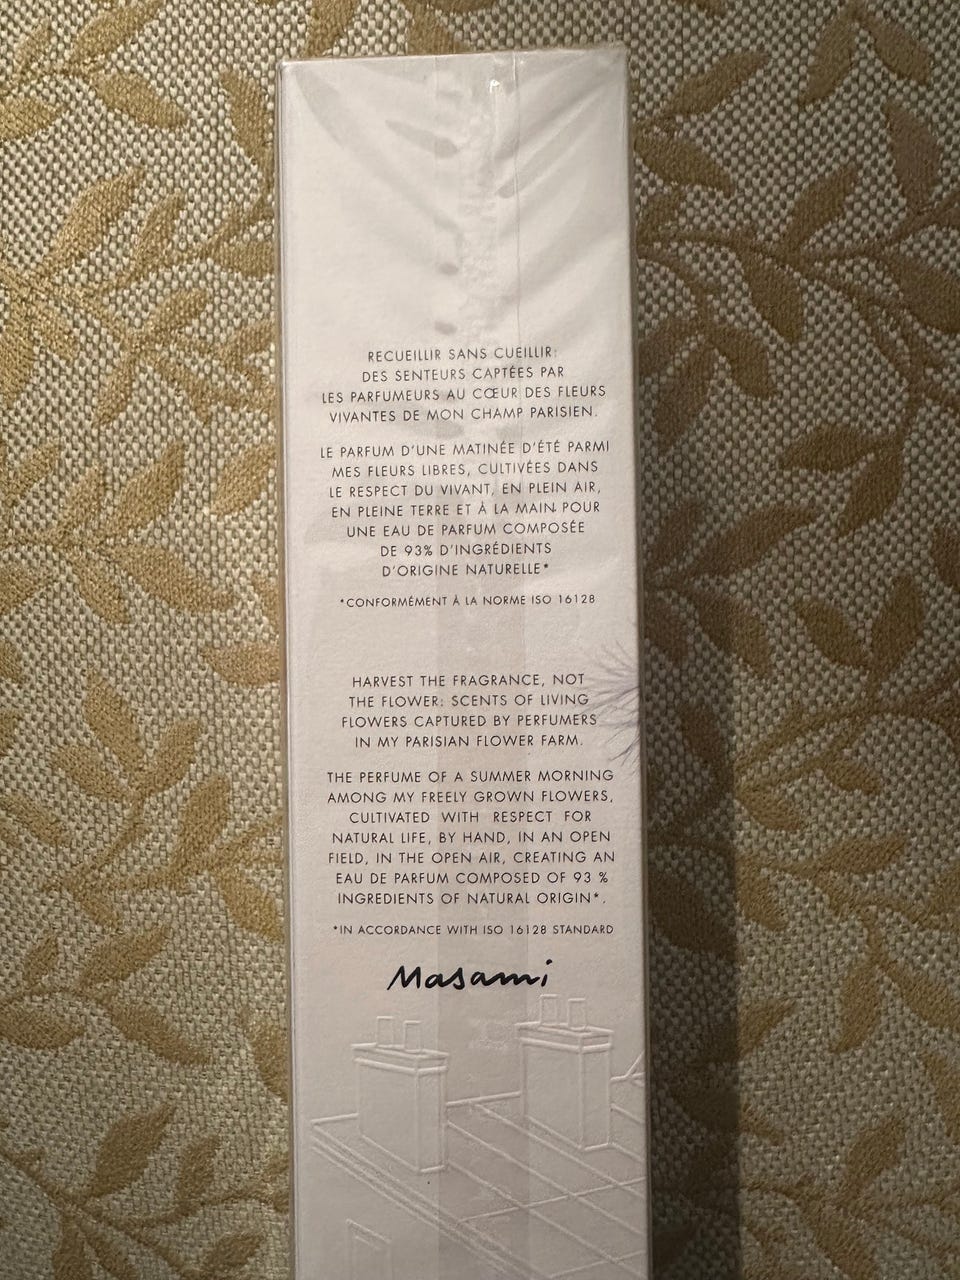 RECUEILLIR SANS CUEILLIR:
DES SENTEURS CAPTÉES PAR
LES PARFUMEURS AU CŒUR DES FLEURS
VIVANTES DE MON CHAMP PARISIEN.
LE PARFUM D'UNE MATINÉE D'ÉTÉ PARMI
MES FLEURS LIBRES, CULTIVÉES DANS
LE RESPECT DU VIVANT, EN PLEIN AIR,
EN PLEINE TERRE ET À LA MAIN POUR
UNE EAU DE PARFUM COMPOSÉE
DE 93% D'INGRÉDIENTS
D'ORIGINE NATURELLE*
*CONFORMÉMENT À LA NORME ISO 16128
HARVEST THE FRAGRANCE, NOT
THE FLOWER: SCENTS OF LIVING
FLOWERS CAPTURED BY PERFUMERS
IN MY PARISIAN FLOWER FARM.
THE PERFUME OF A SUMMER MORNING
AMONG MY FREELY GROWN FLOWERS,
CULTIVATED WITH RESPECT FOR
NATURAL LIFE, BY HAND, IN AN OPEN
FIELD, IN THE OPEN AIR, CREATING AN
EAU DE PARFUM COMPOSED OF 93 %
INGREDIENTS OF NATURAL ORIGIN*.
*IN ACCORDANCE WITH ISO 16128 STANDARD
Masami